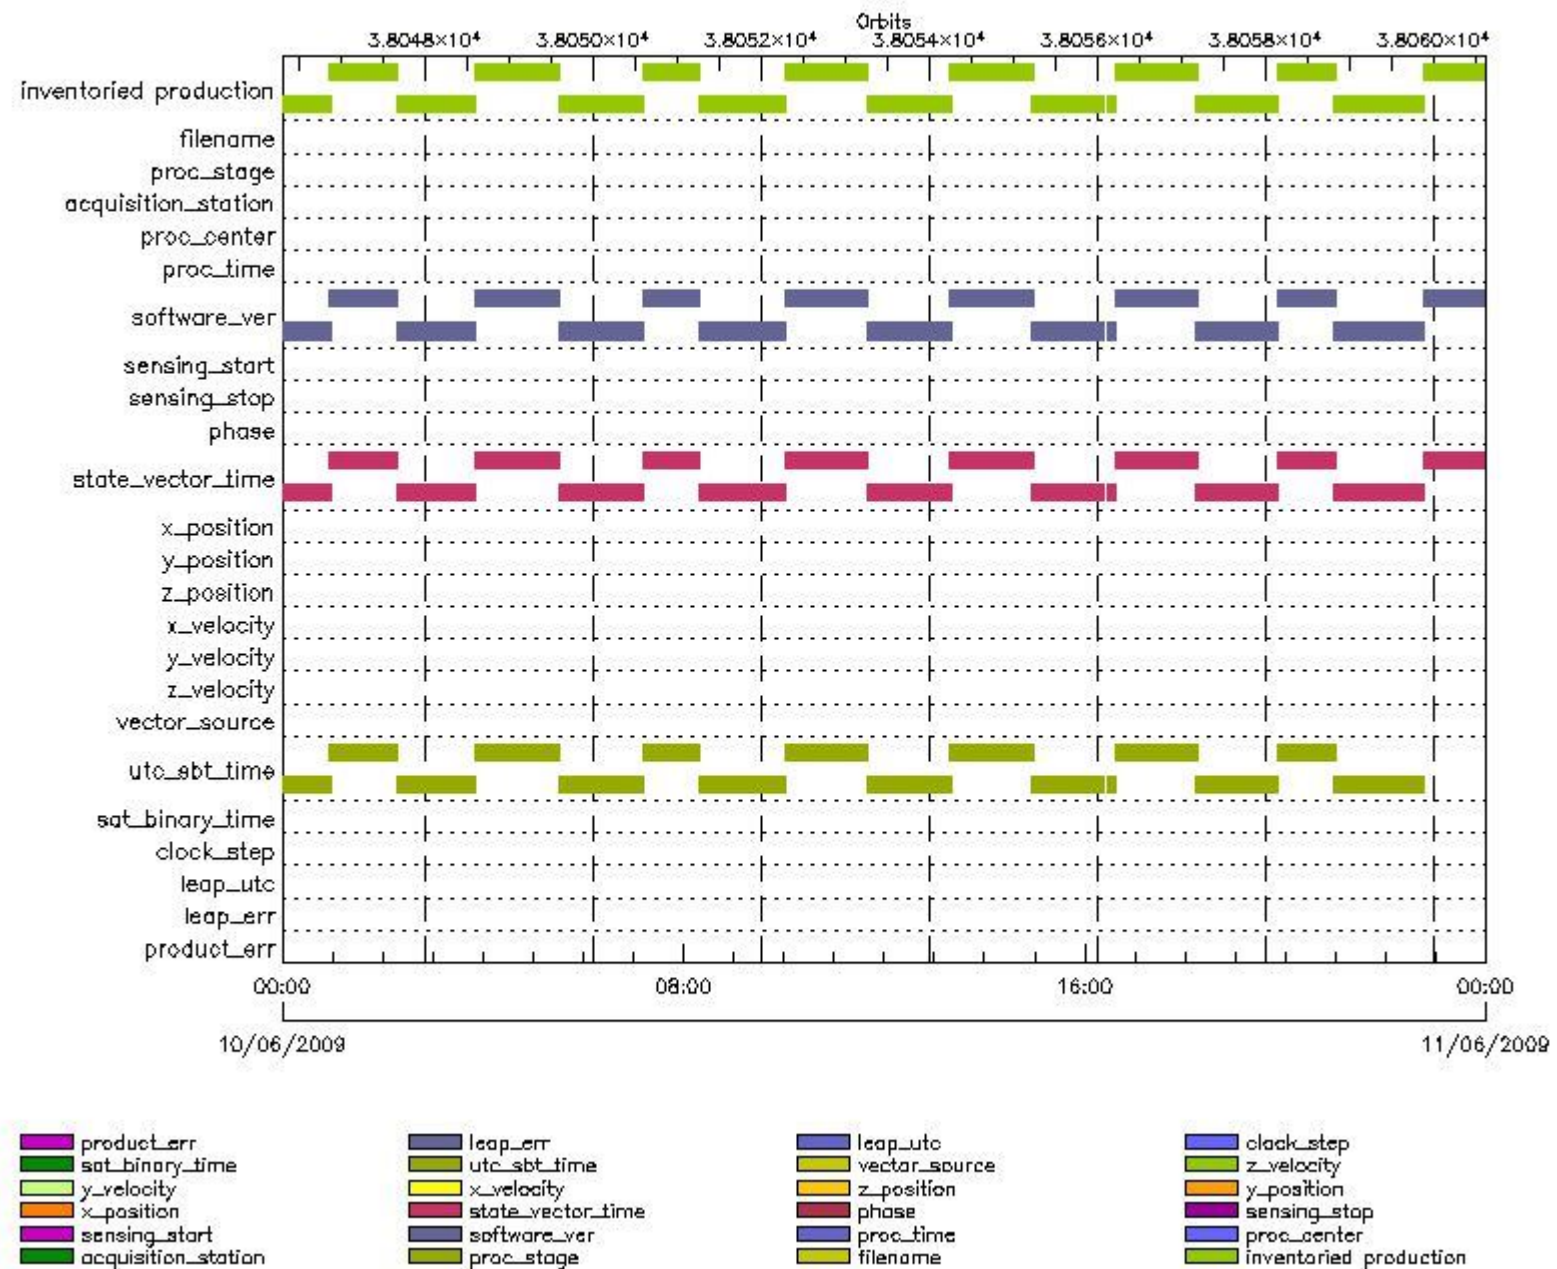 Orbits
3.8048×10⁴ 3.8050×10⁴ 3.8052×10⁴ 3.8054×10⁴ 3.8056×10⁴ 3.8058×10⁴ 3.8060×10⁴
inventoried production
filename
proc_stage
acquisition_station
proc_center
proc_time
software_ver
sensing_start
sensing_stop
phase
state_vector_time
x_position
y_position
z_position
x_velocity
y_velocity
z_velocity
vector_source
utc_sbt_time
sat_binary_time
clock_step
leap_utc
leap_err
product_err
00:00 08:00 16:00 00:00
10/06/2009 11/06/2009
product_err leap_err leap_utc clock_step
sat_binary_time utc_sbt_time vector_source z_velocity
y_velocity x_velocity z_position y_position
x_position state_vector_time phase sensing_stop
sensing_start software_ver proc_time proc_center
acquisition_station proc_stage filename inventoried production